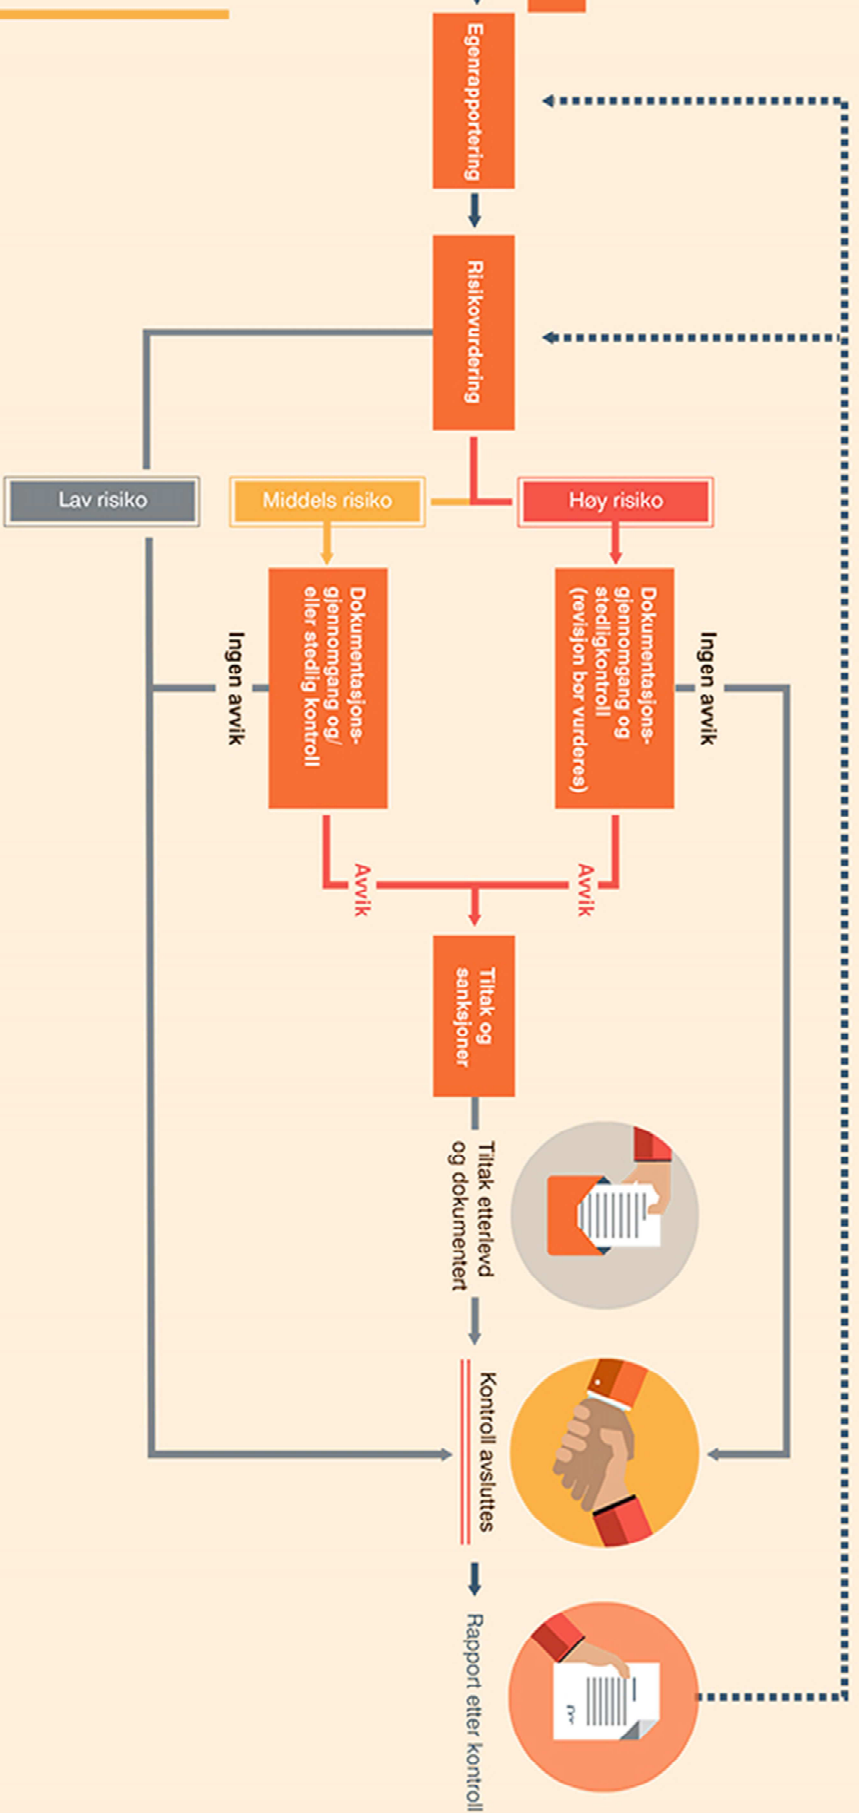 Egenrapportering
Risikovurdering
Lav risiko
Middels risiko
Høy risiko
Dokumentasjons-
gjennomgang og
stedligkontroll
(revisjon bør vurderes)
Ingen avvik
Dokumentasjons-
gjennomgang og/
eller stedlig kontroll
Ingen avvik
Avvik
Avvik
Tiltak og
sanksjoner
Tiltak etterlevd
og dokumentert
Kontroll avsluttes
Rapport etter kontroll